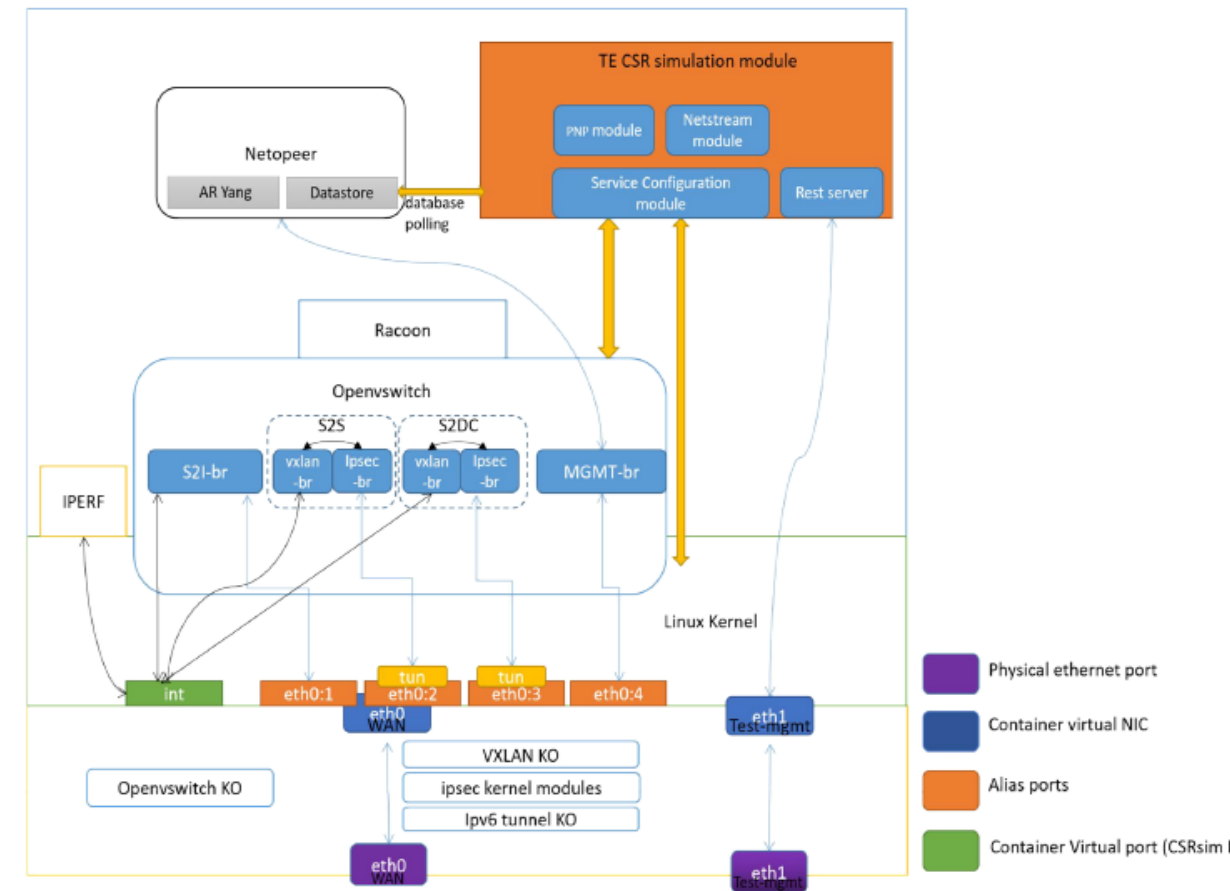 TE CSR simulation module
PNP module
Netstream
module
Netopeer
AR Yang
Datastore
Service Configuration
module
Rest server
database
polling
Racoon
Openvswitch
S2S
S2DC
S2I-br
vxlan
-br
Ipsec
-br
vxlan
-br
Ipsec
-br
MGMT-br
IPERF
Linux Kernel
tun
tun
int
eth0:1
eth0:2
eth0:3
eth0:4
eth0
WAN
eth1
Test-mgmt
VXLAN KO
Openvswitch KO
ipsec kernel modules
Ipv6 tunnel KO
eth0
WAN
eth1
Test-mgmt
Physical ethernet port
Container virtual NIC
Alias ports
Container Virtual port (CSRsim